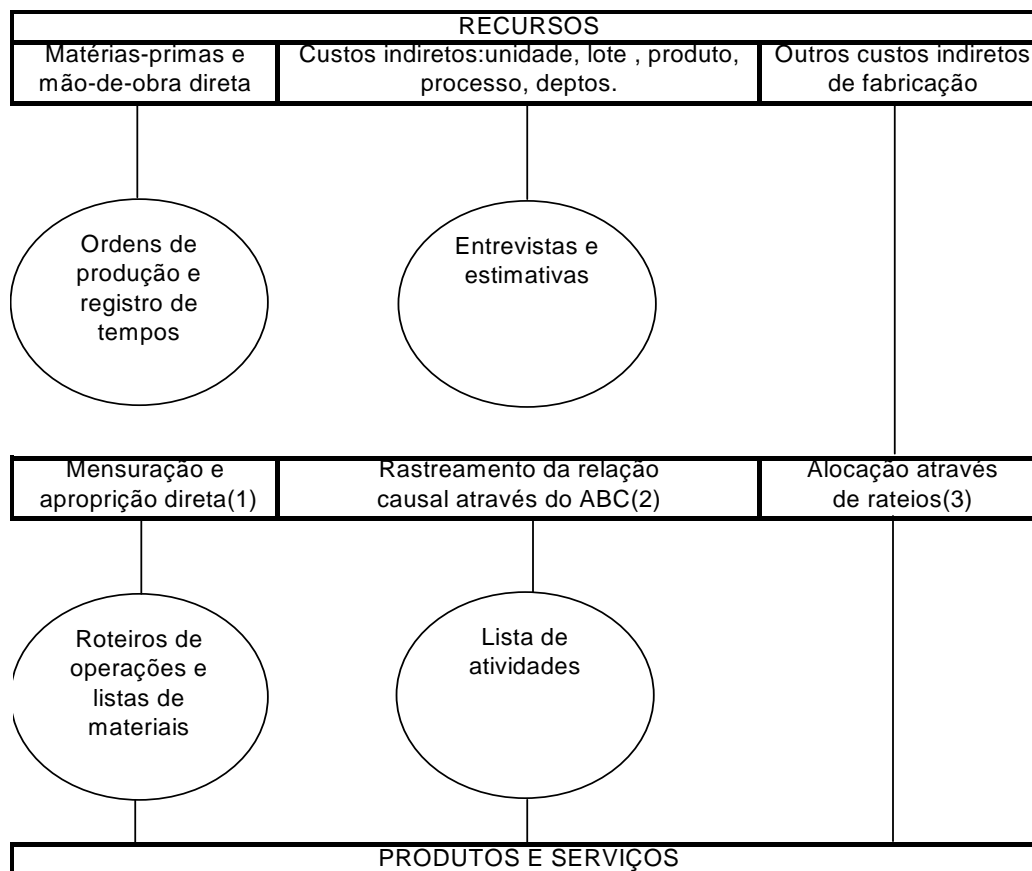 RECURSOS
Matérias-primas e
mão-de-obra direta
Custos indiretos:unidade, lote , produto,
processo, deptos.
Outros custos indiretos
de fabricação
Ordens de
produção e
registro de
tempos
Entrevistas e
estimativas
Mensuração e
aproprição direta(1)
Rastreamento da relação
causal através do ABC(2)
Alocação através
de rateios(3)
Roteiros de
operações e
listas de
materiais
Lista de
atividades
PRODUTOS E SERVIÇOS